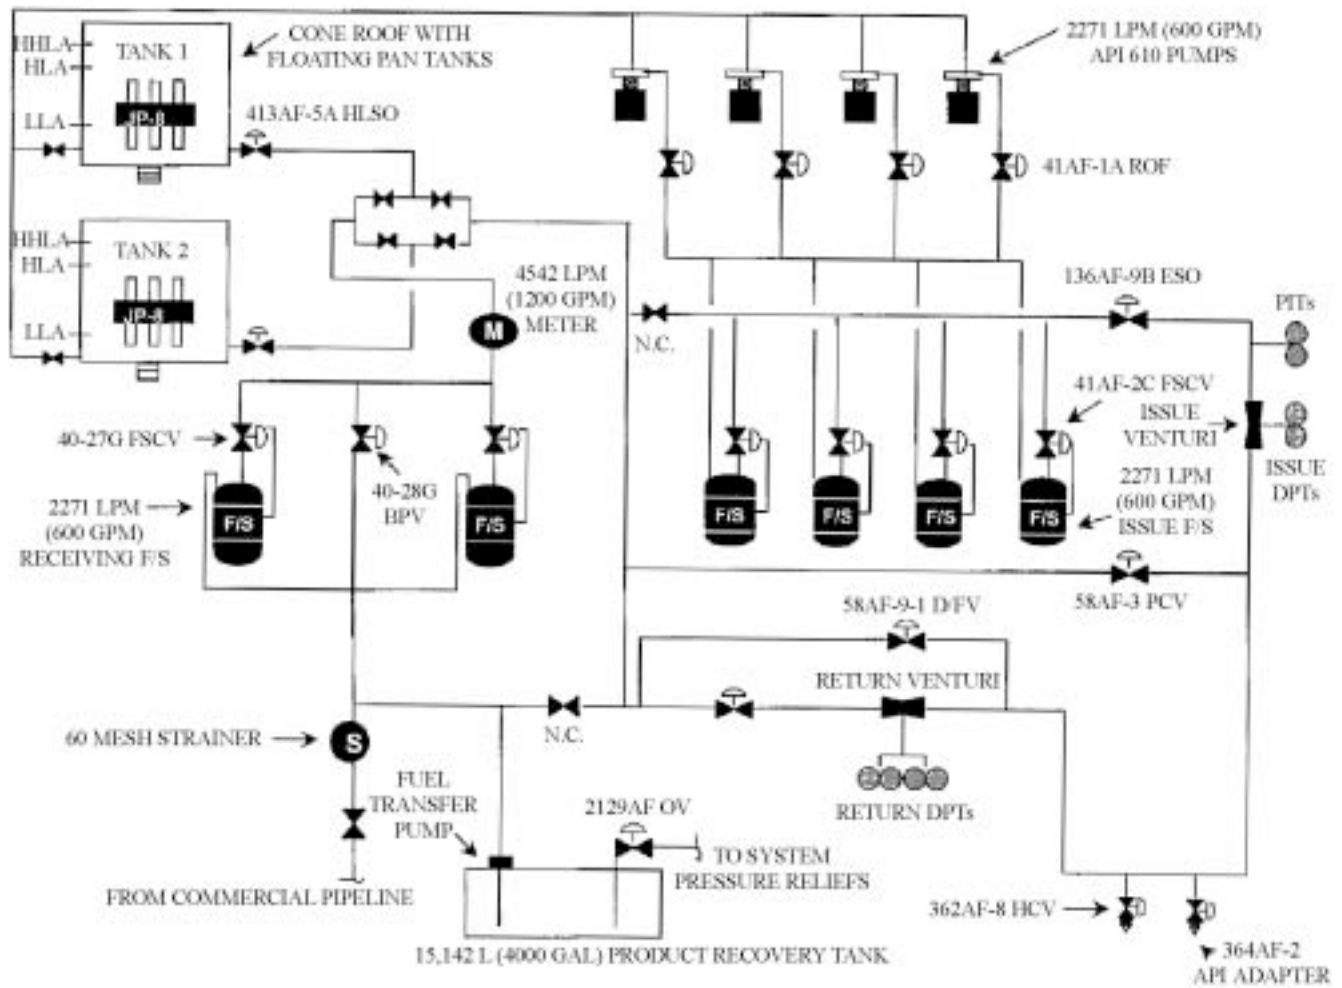 HHLA
HLA
LLA
TANK 1
JP-8
CONE ROOF WITH
FLOATING PAN TANKS
413AF-5A HLSO
2271 LPM (600 GPM)
API 610 PUMPS
41AF-1A ROF
HHLA
HLA
LLA
TANK 2
JP-8
4542 LPM
(1200 GPM)
METER
M
N.C.
136AF-9B ESO
PITs
41AF-2C FSCV
ISSUE
VENTURI
ISSUE
DPTs
40-27G FSCV
40-28G
BPV
2271 LPM
(600 GPM)
RECEIVING F/S
F/S
F/S
F/S
F/S
F/S
F/S
2271 LPM
(600 GPM)
ISSUE F/S
58AF-3 PCV
58AF-9-1 D/FV
RETURN VENTURI
N.C.
60 MESH STRAINER
S
RETURN DPTs
FUEL
TRANSFER
PUMP
2129AF OV
TO SYSTEM
PRESSURE RELIEFS
FROM COMMERCIAL PIPELINE
362AF-8 HCV
364AF-2
API ADAPTER
15,142 L (4000 GAL) PRODUCT RECOVERY TANK